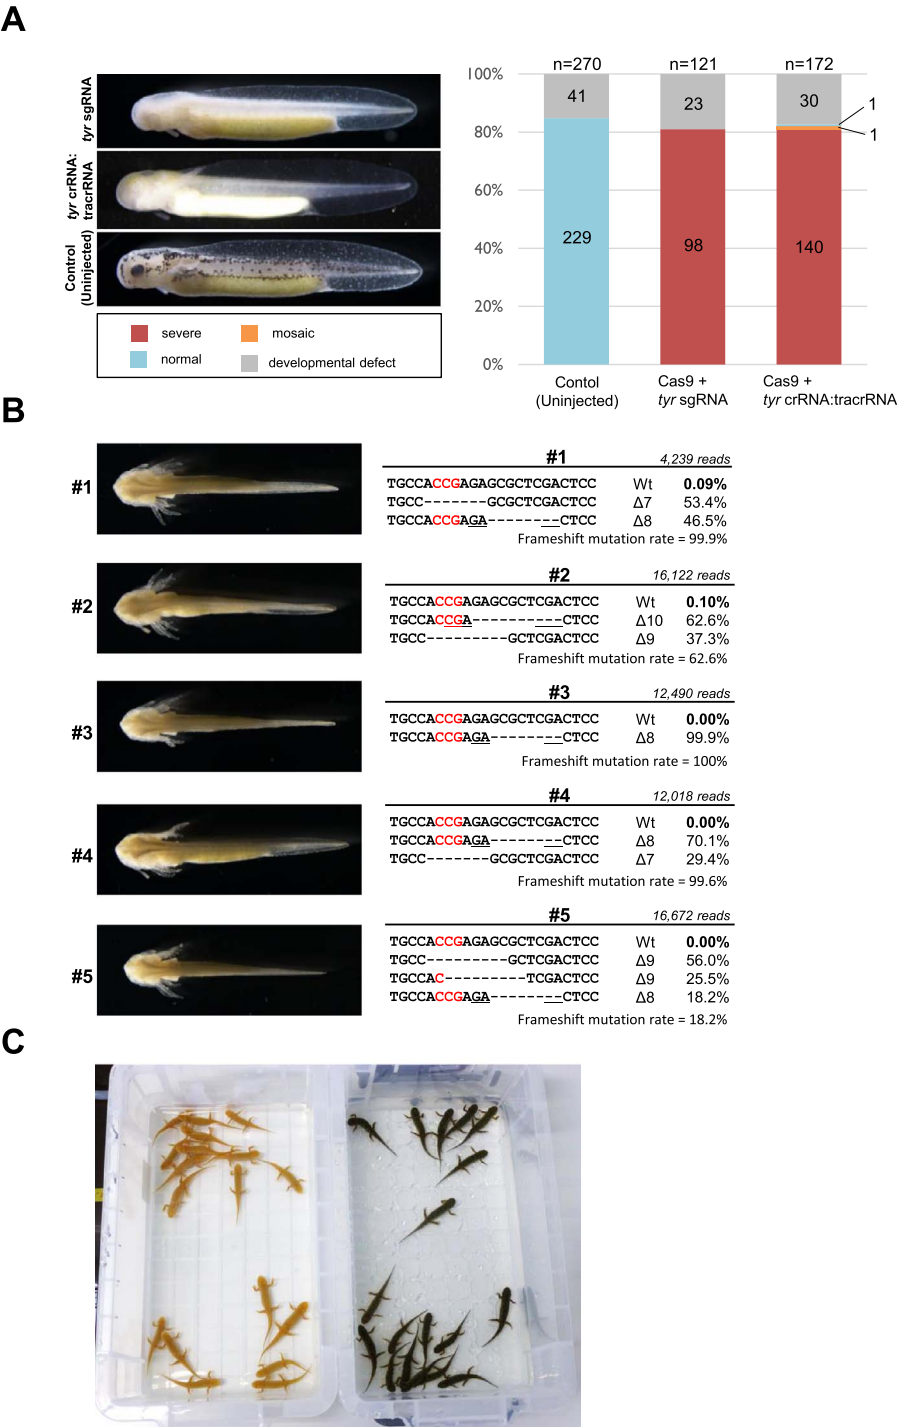 A
tyr sgRNA
tyr crRNA:
tracrRNA
Control
(Uninjected)
severe
mosaic
normal
developmental defect
n=270
n=121
n=172
100%
80%
60%
40%
20%
0%
41
23
30
1
1
229
98
140
Contol
(Uninjected)
Cas9 +
tyr sgRNA
Cas9 +
tyr crRNA:tracrRNA
B
#1
#1 4,239 reads
TGCCACCGAGAGCGCTCGACTCC Wt 0.09%
TGCC-------GCGCTCGACTCC Δ7 53.4%
TGCCACCGAGA--------CTCC Δ8 46.5%
Frameshift mutation rate = 99.9%
#2
#2 16,122 reads
TGCCACCGAGAGCGCTCGACTCC Wt 0.10%
TGCCACCGA----------CTCC Δ10 62.6%
TGCC---------GCTCGACTCC Δ9 37.3%
Frameshift mutation rate = 62.6%
#3
#3 12,490 reads
TGCCACCGAGAGCGCTCGACTCC Wt 0.00%
TGCCACCGAGA--------CTCC Δ8 99.9%
Frameshift mutation rate = 100%
#4
#4 12,018 reads
TGCCACCGAGAGCGCTCGACTCC Wt 0.00%
TGCCACCGAGA--------CTCC Δ8 70.1%
TGCC-------GCGCTCGACTCC Δ7 29.4%
Frameshift mutation rate = 99.6%
#5
#5 16,672 reads
TGCCACCGAGAGCGCTCGACTCC Wt 0.00%
TGCC---------GCTCGACTCC Δ9 56.0%
TGCCAC---------TCGACTCC Δ9 25.5%
TGCCACCGAGA--------CTCC Δ8 18.2%
Frameshift mutation rate = 18.2%
C